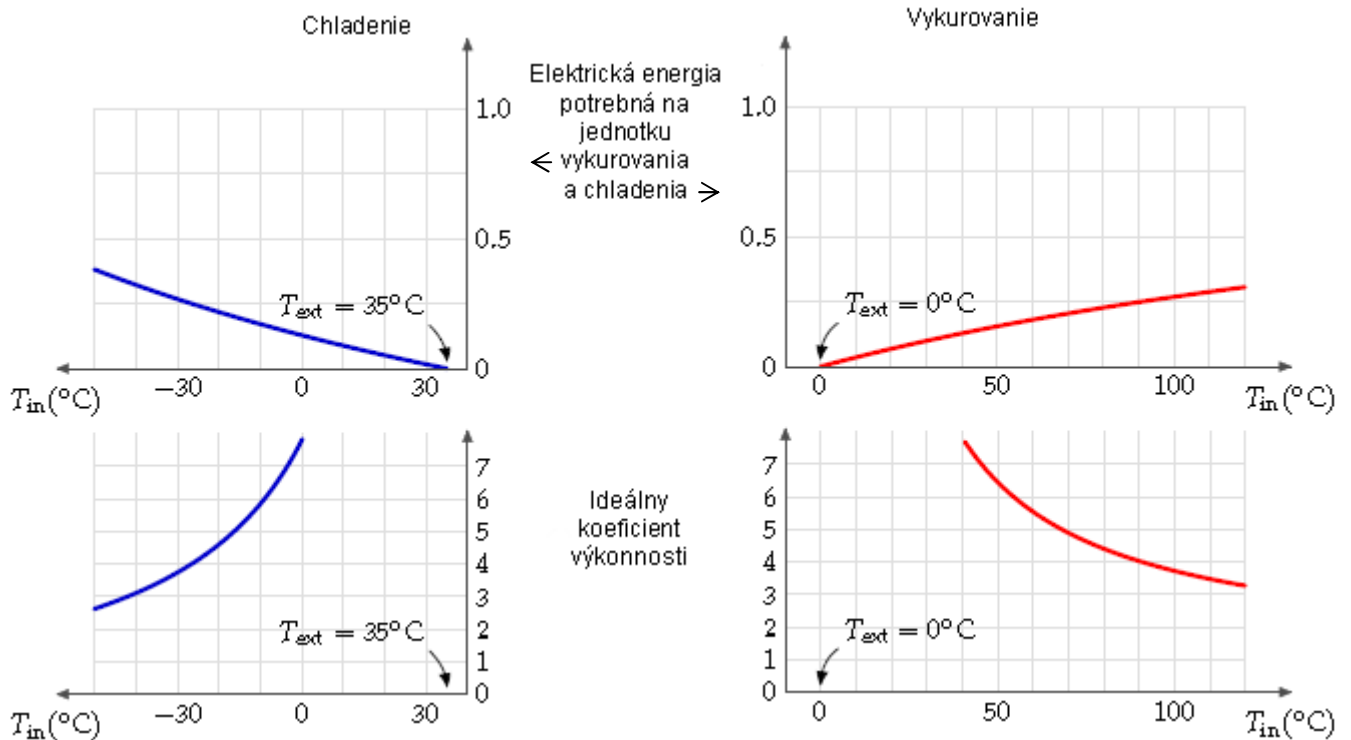 Chladenie
Vykurovanie
Elektrická energia
potrebná na
jednotku
← vykurovania
a chladenia →
1.0
0.5
0
T_ext = 35°C
−30
0
30
T_in(°C)
1.0
0.5
0
T_ext = 0°C
0
50
100
T_in(°C)
7
6
5
4
3
2
1
0
T_ext = 35°C
−30
0
30
T_in(°C)
Ideálny
koeficient
výkonnosti
7
6
5
4
3
2
1
0
T_ext = 0°C
0
50
100
T_in(°C)